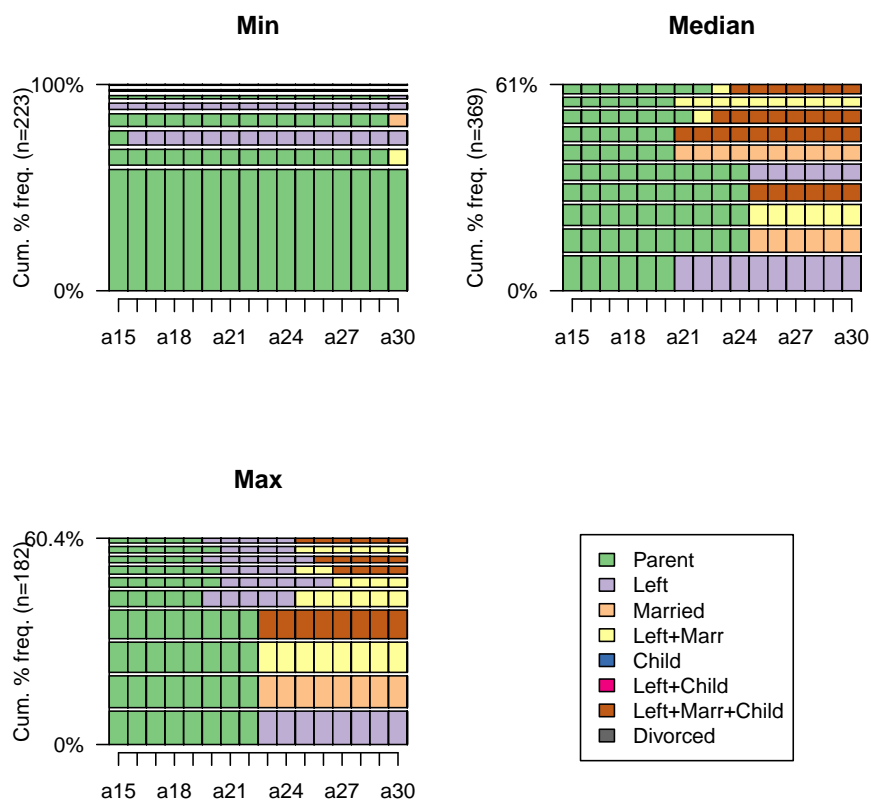 Min
100%
0%
Cum. % freq. (n=223)
a15 a18 a21 a24 a27 a30
Median
61%
0%
Cum. % freq. (n=369)
a15 a18 a21 a24 a27 a30
Max
60.4%
0%
Cum. % freq. (n=182)
a15 a18 a21 a24 a27 a30
Parent
Left
Married
Left+Marr
Child
Left+Child
Left+Marr+Child
Divorced